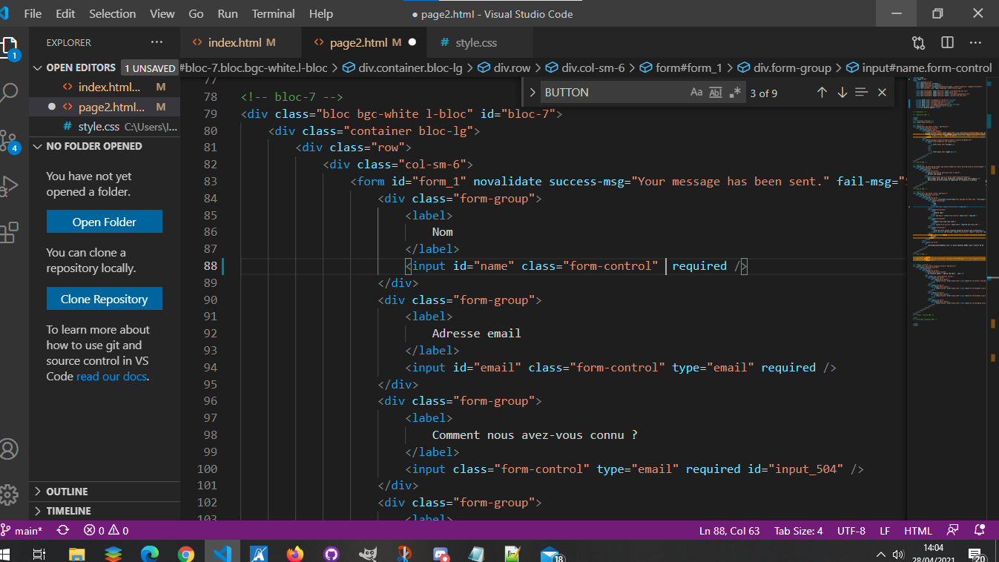 File Edit Selection View Go Run Terminal Help
● page2.html - Visual Studio Code
EXPLORER
index.html M
page2.html M
# style.css
OPEN EDITORS 1 UNSAVED
index.html... M
page2.html... M
# style.css C:\Users\l...
NO FOLDER OPENED
You have not yet
opened a folder.
Open Folder
You can clone a
repository locally.
Clone Repository
To learn more about
how to use git and
source control in VS
Code read our docs.
OUTLINE
TIMELINE
1
4
#bloc-7.bloc.bgc-white.l-bloc > div.container.bloc-lg > div.row > div.col-sm-6 > form#form_1 > div.form-group > input#name.form-control
BUTTON Aa Abl .* 3 of 9
77
78 <!-- bloc-7 -->
79 <div class="bloc bgc-white l-bloc" id="bloc-7">
80 <div class="container bloc-lg">
81 <div class="row">
82 <div class="col-sm-6">
83 <form id="form_1" novalidate success-msg="Your message has been sent." fail-msg="
84 <div class="form-group">
85 <label>
86 Nom
87 </label>
88 <input id="name" class="form-control" required />
89 </div>
90 <div class="form-group">
91 <label>
92 Adresse email
93 </label>
94 <input id="email" class="form-control" type="email" required />
95 </div>
96 <div class="form-group">
97 <label>
98 Comment nous avez-vous connu ?
99 </label>
100 <input class="form-control" type="email" required id="input_504" />
101 </div>
102 <div class="form-group">
103 <label>
main* 0 0
Ln 88, Col 63 Tab Size: 4 UTF-8 LF HTML
18
14:04
28/04/2021
20